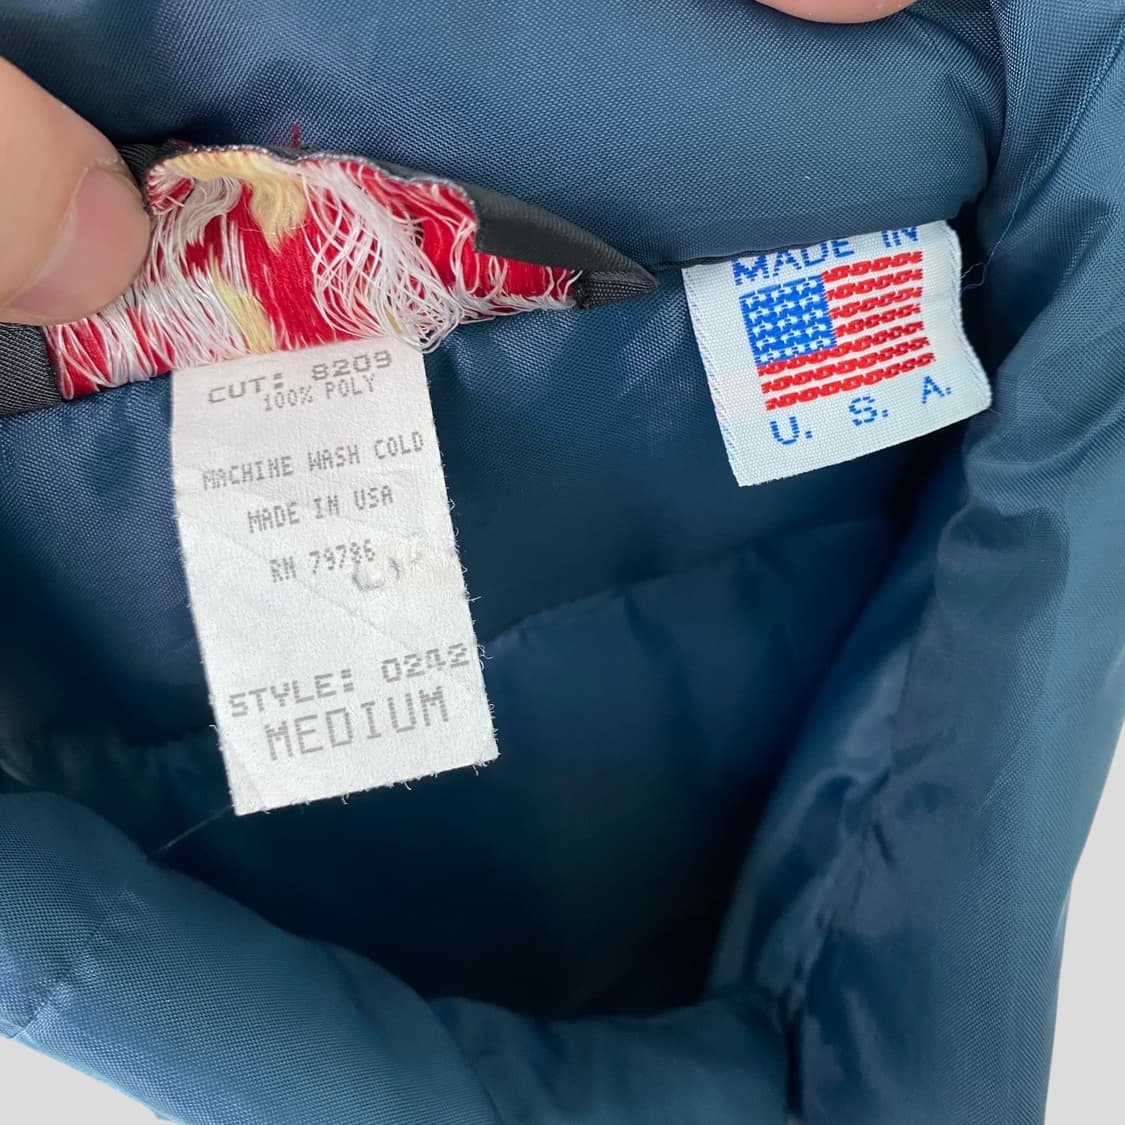 CUT: 8209
100% POLY
MACHINE WASH COLD
MADE IN USA
RN 79786
STYLE: 0242
MEDIUM
MADE IN
U. S. A.